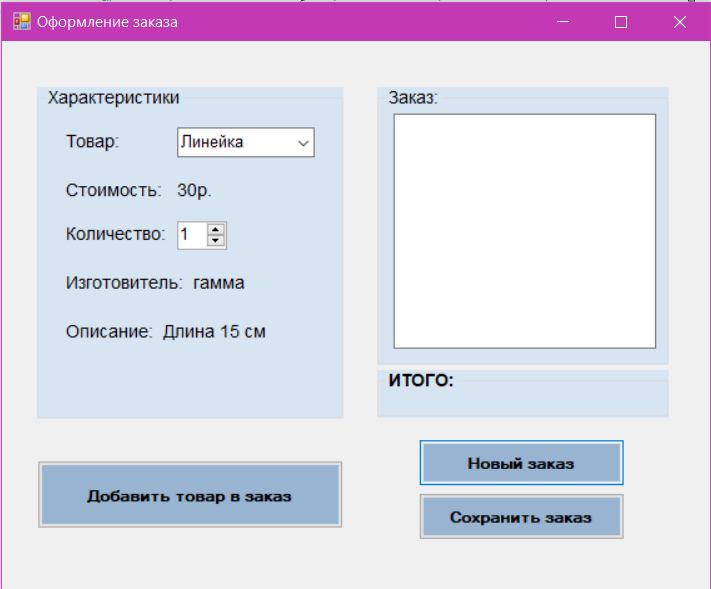 Оформление заказа
Характеристики
Товар: Линейка
Стоимость: 30р.
Количество: 1
Изготовитель: гамма
Описание: Длина 15 см
Добавить товар в заказ
Заказ:
ИТОГО:
Новый заказ
Сохранить заказ